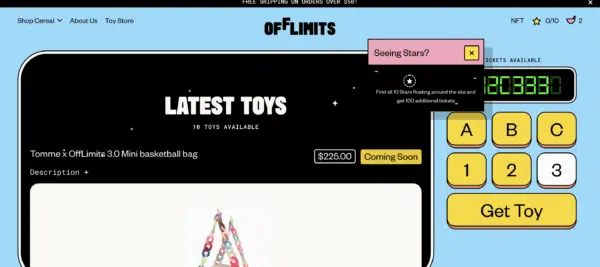 FREE SHIPPING ON ORDERS OVER $50!
Shop Cereal
About Us
Toy Store
OFFLIMITS
NFT
0/10
2
Seeing Stars?
TICKETS AVAILABLE
Find all 10 Stars floating around the site and
get 100 additional tickets
LATEST TOYS
10 TOYS AVAILABLE
Tomme x OffLimits 3.0 Mini basketball bag
$225.00
Coming Soon
Description +
A
B
C
1
2
3
Get Toy